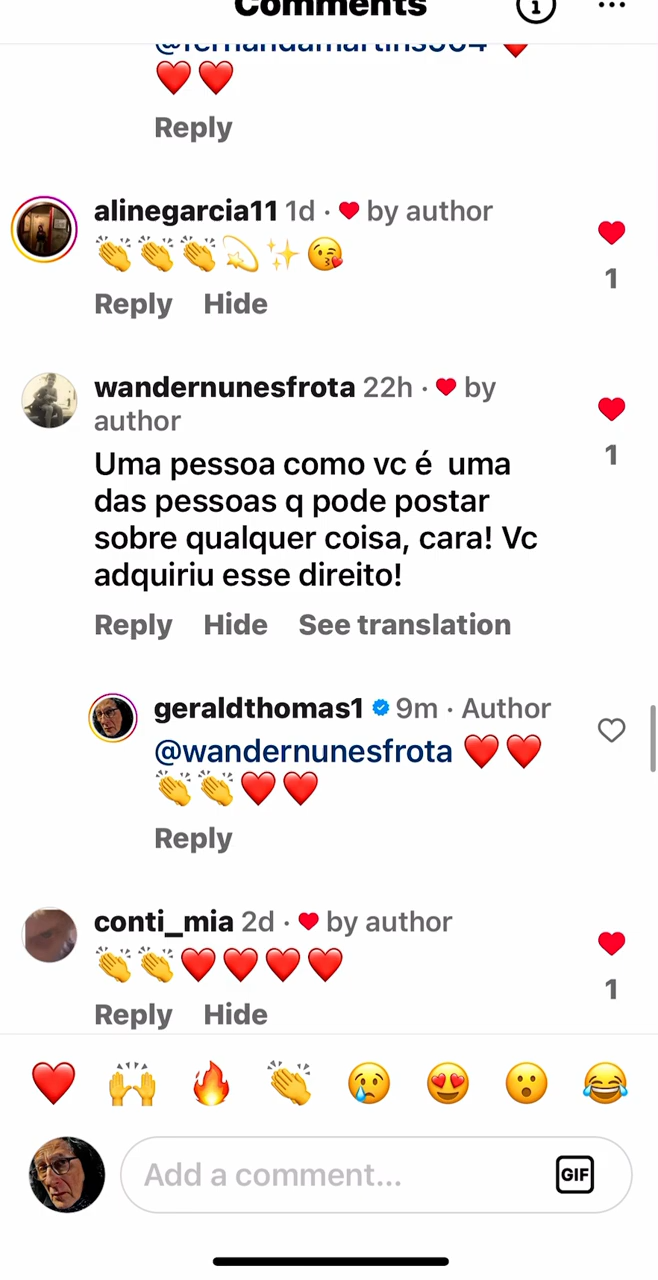 Comments
@fernandamartins504 ❤️
❤️❤️
Reply
alinegarcia11 1d · ❤️ by author
👏👏👏💫✨😘
1
Reply Hide
wandernunesfrota 22h · ❤️ by
author
1
Uma pessoa como vc é  uma
das pessoas q pode postar
sobre qualquer coisa, cara! Vc
adquiriu esse direito!
Reply Hide See translation
geraldthomas1 9m · Author
@wandernunesfrota ❤️❤️
👏👏❤️❤️
Reply
conti_mia 2d · ❤️ by author
👏👏❤️❤️❤️❤️
1
Reply Hide
❤️🙌🔥👏😢😍😮😂
Add a comment...
GIF